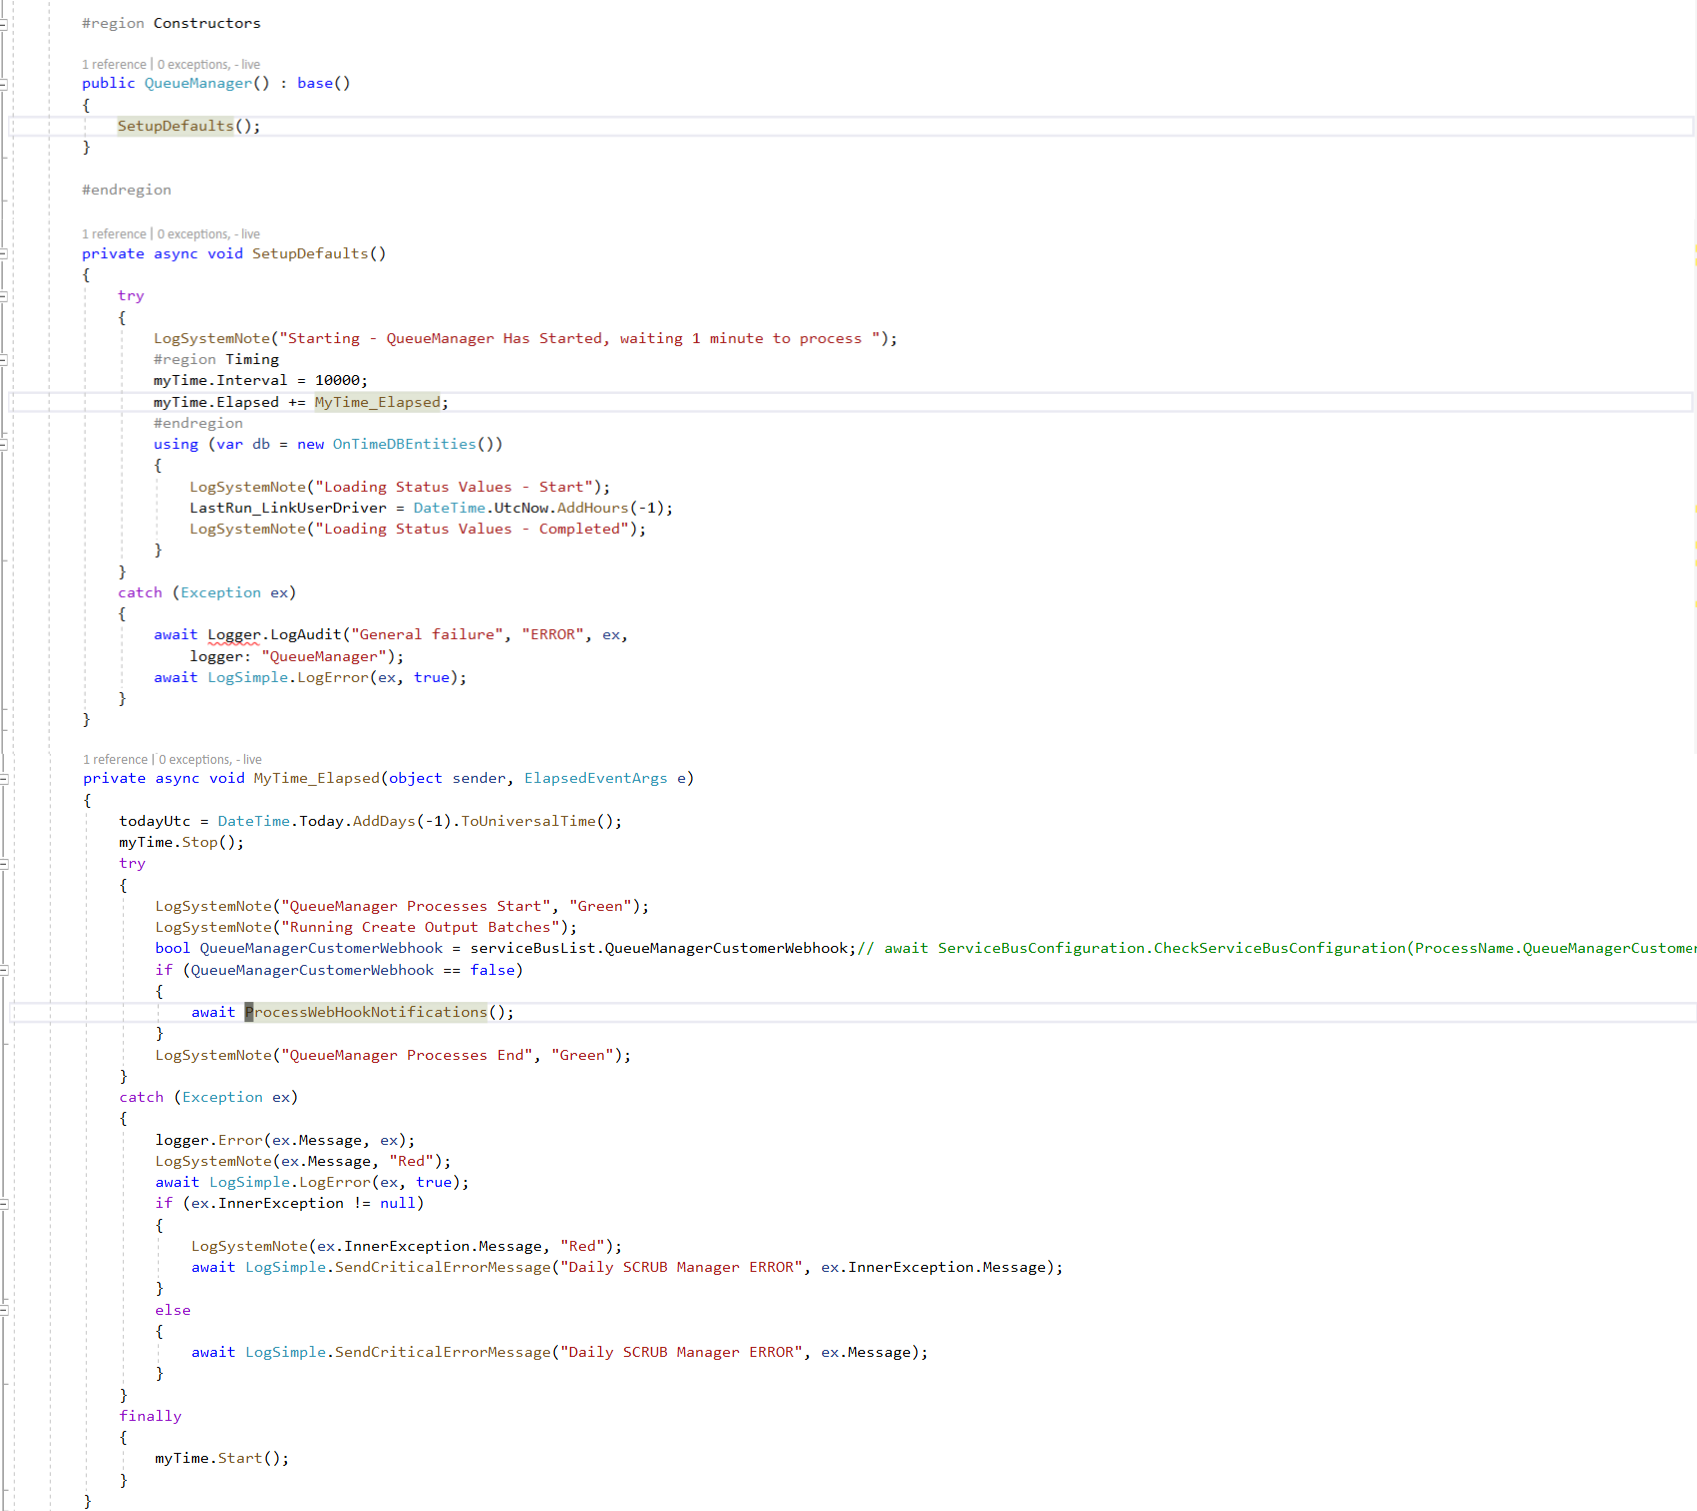 #region Constructors
1 reference | 0 exceptions, - live
public QueueManager() : base()
{
SetupDefaults();
}
#endregion
1 reference | 0 exceptions, - live
private async void SetupDefaults()
{
try
{
LogSystemNote("Starting - QueueManager Has Started, waiting 1 minute to process ");
#region Timing
myTime.Interval = 10000;
myTime.Elapsed += MyTime_Elapsed;
#endregion
using (var db = new OnTimeDBEntities())
{
LogSystemNote("Loading Status Values - Start");
LastRun_LinkUserDriver = DateTime.UtcNow.AddHours(-1);
LogSystemNote("Loading Status Values - Completed");
}
}
catch (Exception ex)
{
await Logger.LogAudit("General failure", "ERROR", ex,
logger: "QueueManager");
await LogSimple.LogError(ex, true);
}
}
1 reference | 0 exceptions, - live
private async void MyTime_Elapsed(object sender, ElapsedEventArgs e)
{
todayUtc = DateTime.Today.AddDays(-1).ToUniversalTime();
myTime.Stop();
try
{
LogSystemNote("QueueManager Processes Start", "Green");
LogSystemNote("Running Create Output Batches");
bool QueueManagerCustomerWebhook = serviceBusList.QueueManagerCustomerWebhook;// await ServiceBusConfiguration.CheckServiceBusConfiguration(ProcessName.QueueManagerCustomer
if (QueueManagerCustomerWebhook == false)
{
await ProcessWebHookNotifications();
}
LogSystemNote("QueueManager Processes End", "Green");
}
catch (Exception ex)
{
logger.Error(ex.Message, ex);
LogSystemNote(ex.Message, "Red");
await LogSimple.LogError(ex, true);
if (ex.InnerException != null)
{
LogSystemNote(ex.InnerException.Message, "Red");
await LogSimple.SendCriticalErrorMessage("Daily SCRUB Manager ERROR", ex.InnerException.Message);
}
else
{
await LogSimple.SendCriticalErrorMessage("Daily SCRUB Manager ERROR", ex.Message);
}
}
finally
{
myTime.Start();
}
}